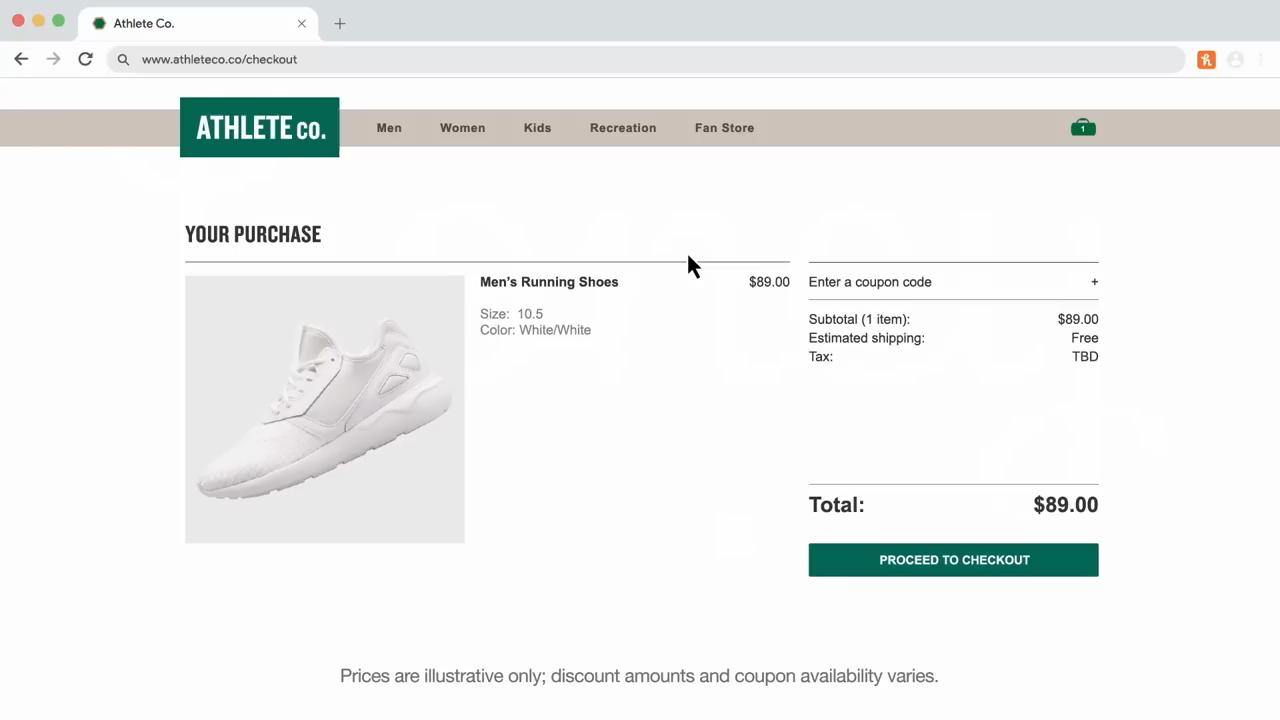 Athlete Co.
www.athleteco.co/checkout
ATHLETE CO.
Men
Women
Kids
Recreation
Fan Store
1
YOUR PURCHASE
Men's Running Shoes
$89.00
Size: 10.5
Color: White/White
Enter a coupon code +
Subtotal (1 item): $89.00
Estimated shipping: Free
Tax: TBD
Total: $89.00
PROCEED TO CHECKOUT
Prices are illustrative only; discount amounts and coupon availability varies.